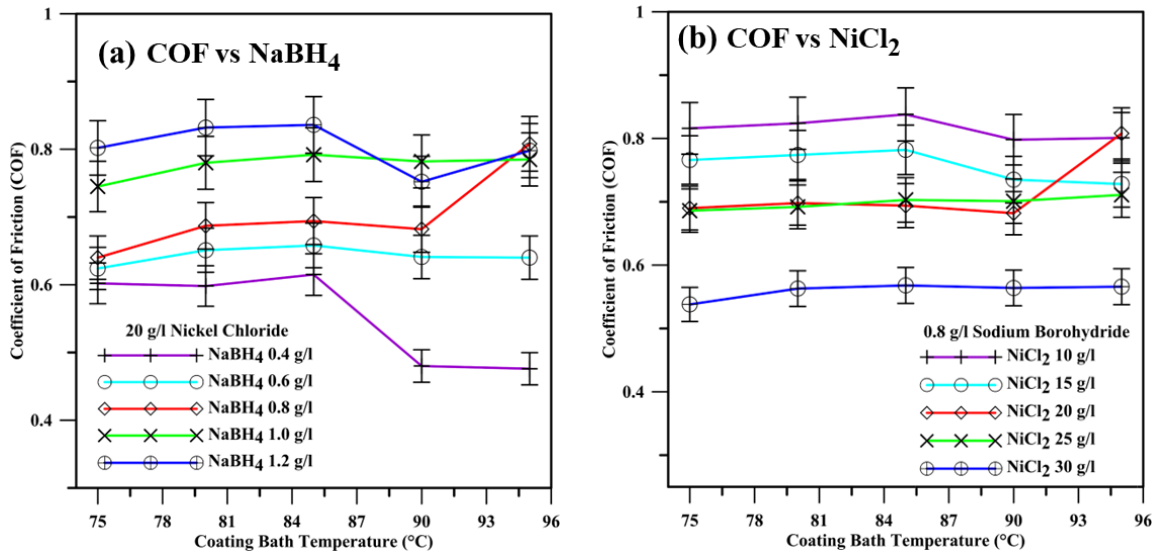 (a) COF vs NaBH4
Coefficient of Friction (COF)
1
0.8
0.6
0.4
20 g/l Nickel Chloride
NaBH4 0.4 g/l
NaBH4 0.6 g/l
NaBH4 0.8 g/l
NaBH4 1.0 g/l
NaBH4 1.2 g/l
75 78 81 84 87 90 93 96
Coating Bath Temperature (°C)
(b) COF vs NiCl2
Coefficient of Friction (COF)
1
0.8
0.6
0.4
0.8 g/l Sodium Borohydride
NiCl2 10 g/l
NiCl2 15 g/l
NiCl2 20 g/l
NiCl2 25 g/l
NiCl2 30 g/l
75 78 81 84 87 90 93 96
Coating Bath Temperature (°C)